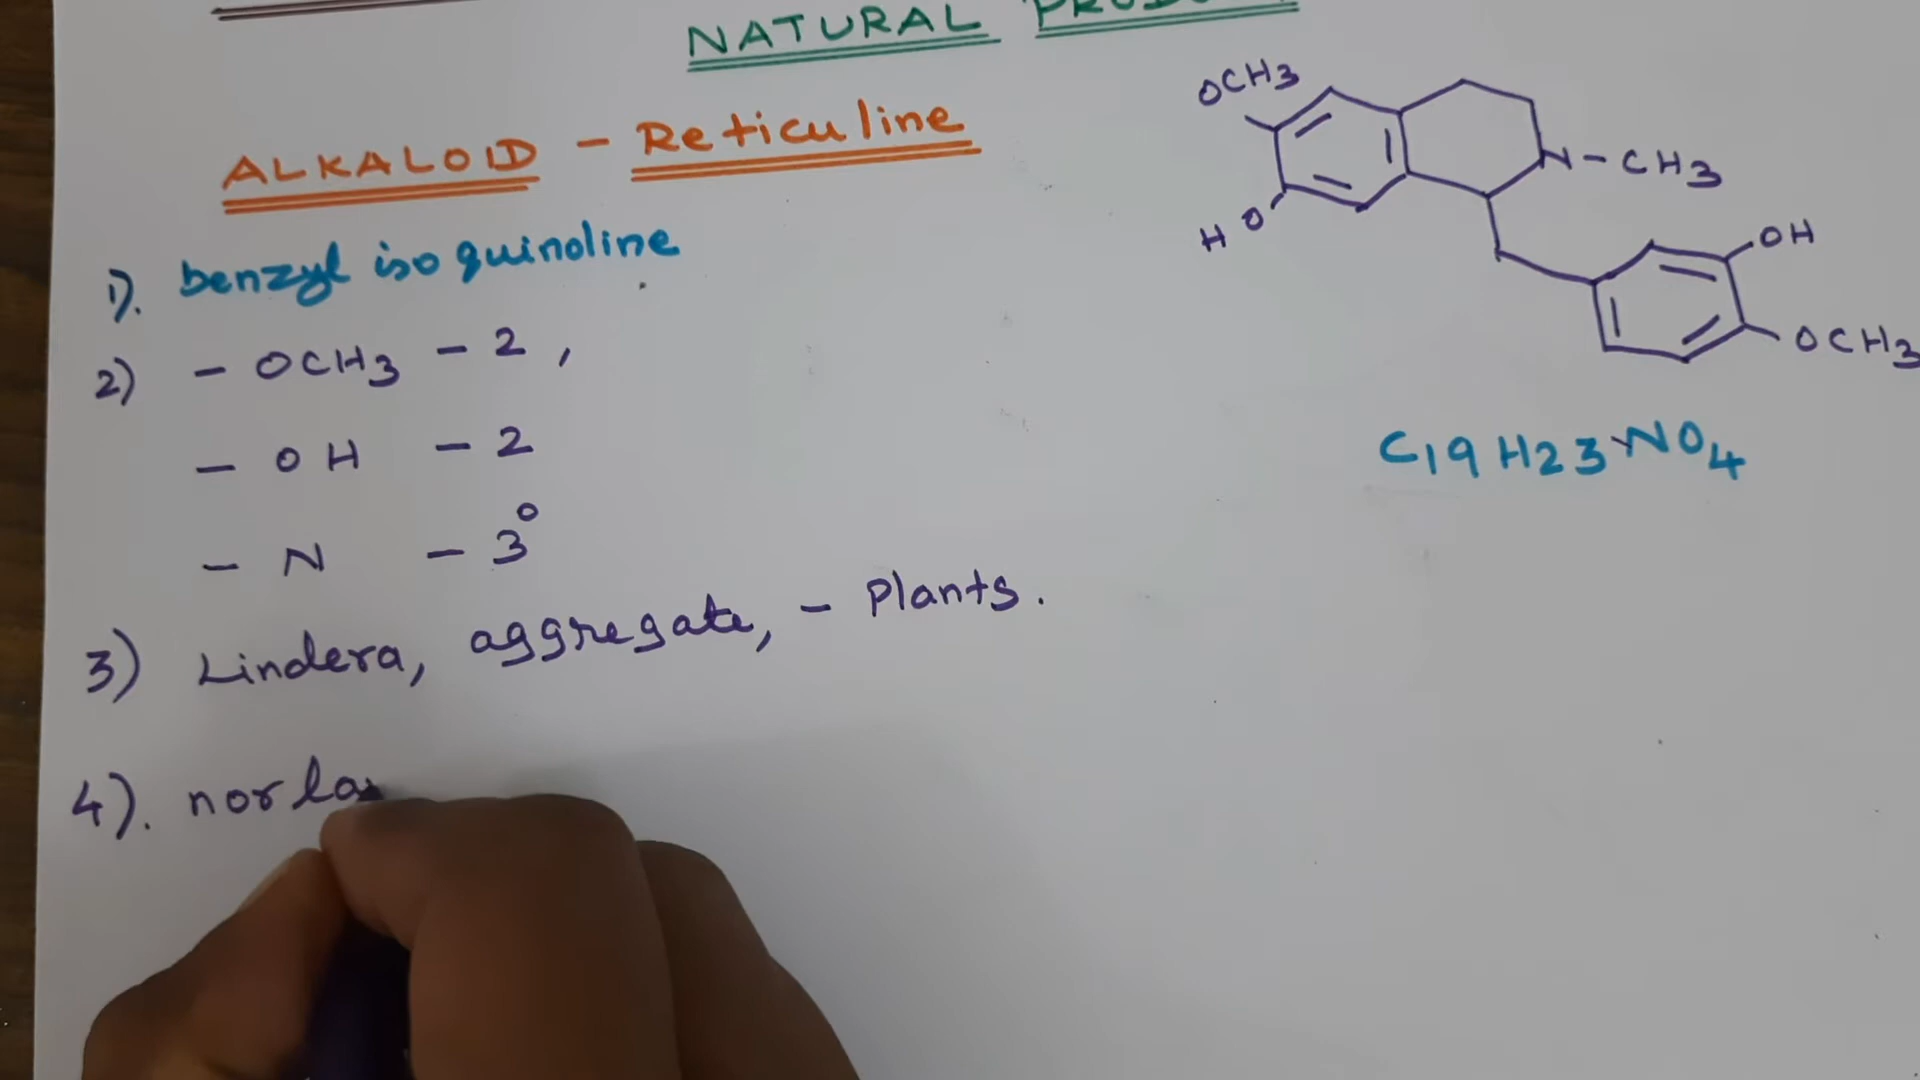 NATURAL
ALKALOID - Reticuline
1). benzyl isoquinoline
2) - OCH3 - 2,
- OH - 2
- N - 3°
3) Lindera, aggregate, - Plants.
4). norla
OCH3
HO
N-CH3
OH
OCH3
C19H23NO4